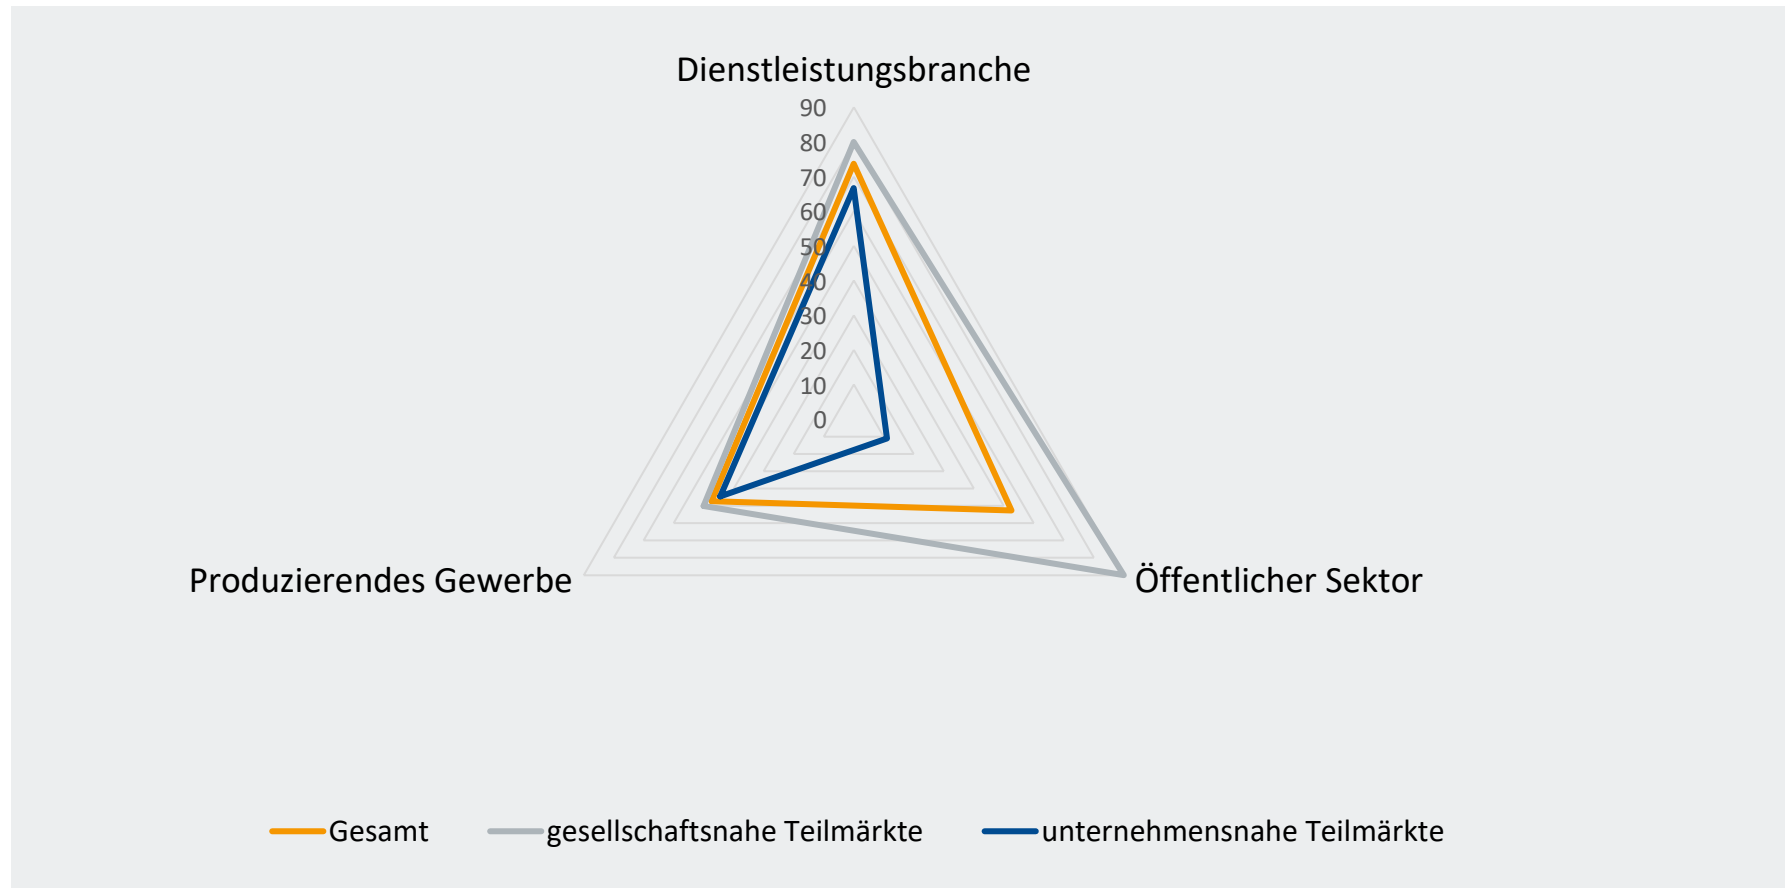 Dienstleistungsbranche
90
80
70
60
50
40
30
20
10
0
Produzierendes Gewerbe
Öffentlicher Sektor
Gesamt
gesellschaftsnahe Teilmärkte
unternehmensnahe Teilmärkte